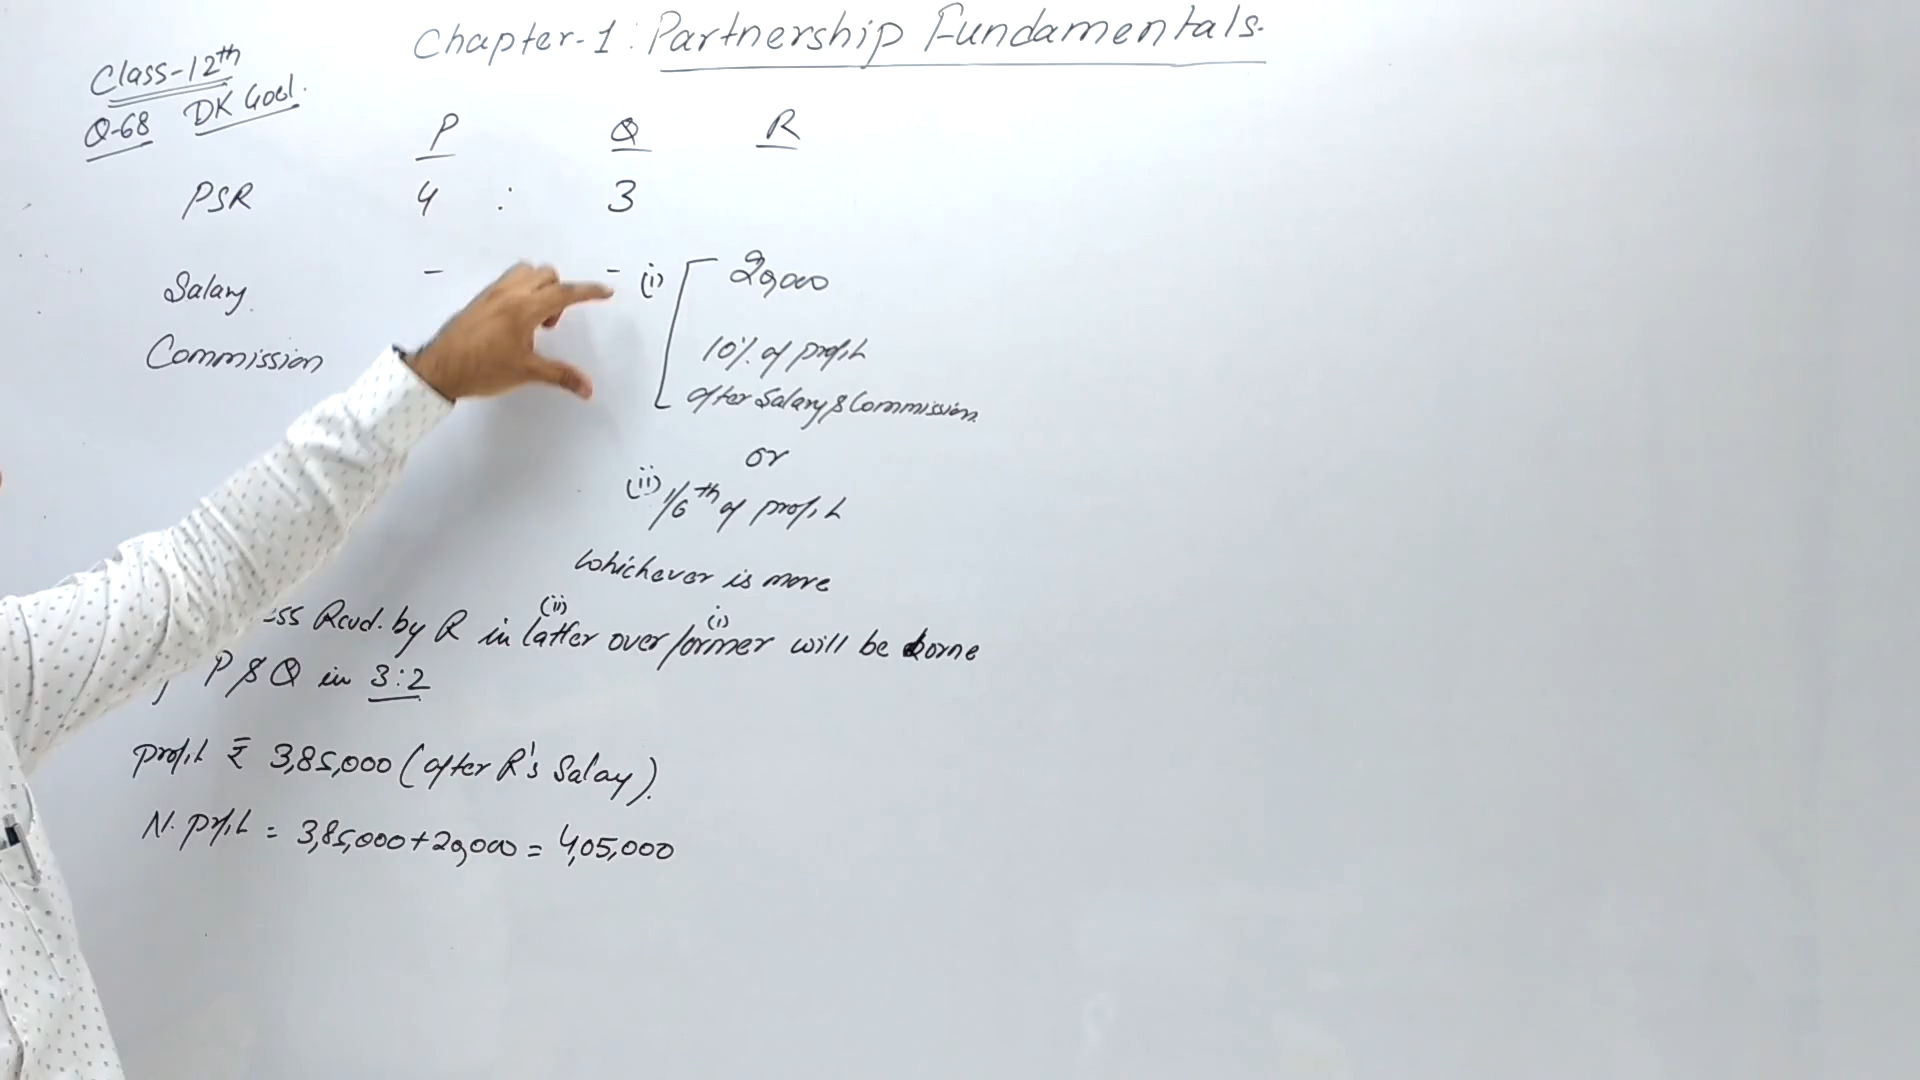 Chapter-1: Partnership Fundamentals.
Class-12th
Q-68 DK Goel.
P Q R
PSR 4 : 3
Salary - - (i) 20,000
Commission 10% of profit
after Salary & Commission
or
(ii) 1/6th of profit
whichever is more
Rcvd. by R in latter (ii) over former (i) will be borne
P & Q in 3:2
profit ₹ 3,85,000 (after R's Salay).
N. profit = 3,85,000 + 20,000 = 4,05,000